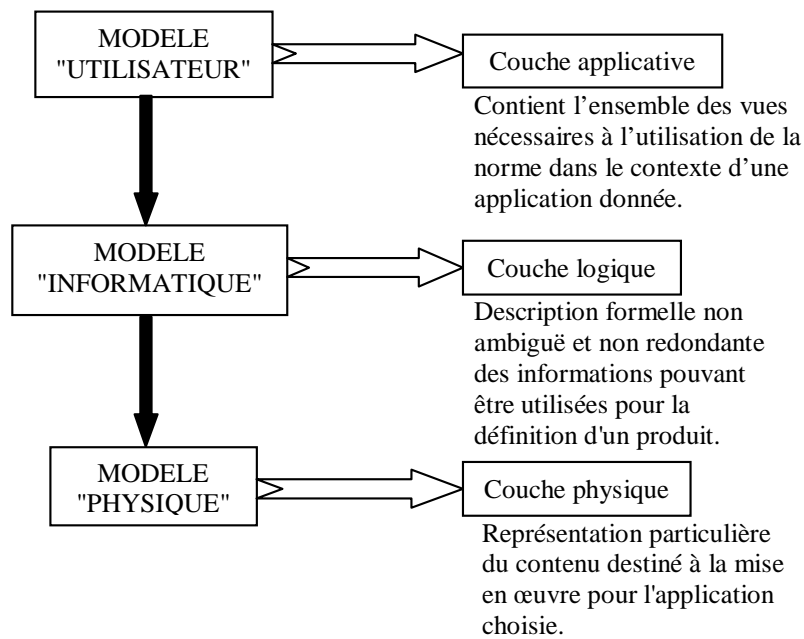 MODELE
"UTILISATEUR"
Couche applicative
Contient l’ensemble des vues
nécessaires à l’utilisation de la
norme dans le contexte d’une
application donnée.
MODELE
"INFORMATIQUE"
Couche logique
Description formelle non
ambiguë et non redondante
des informations pouvant
être utilisées pour la
définition d'un produit.
MODELE
"PHYSIQUE"
Couche physique
Représentation particulière
du contenu destiné à la mise
en œuvre pour l'application
choisie.